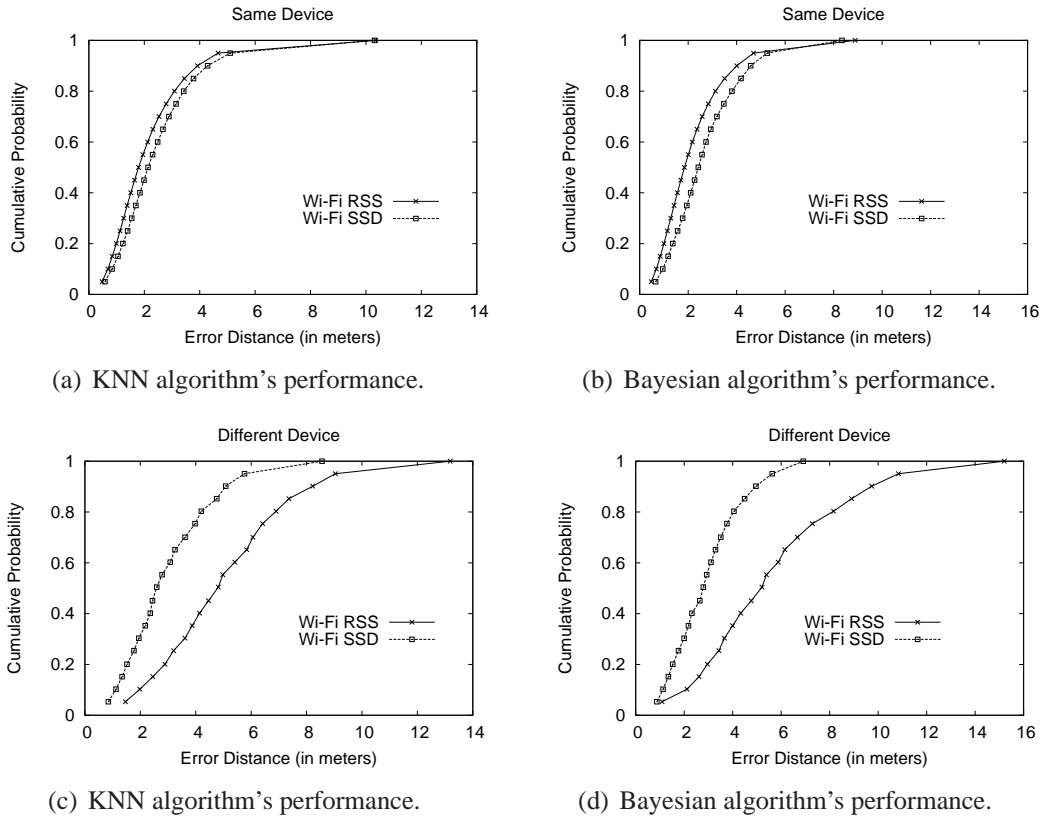 Same Device
1
0.8
0.6
0.4
0.2
0
Cumulative Probability
Wi-Fi RSS
Wi-Fi SSD
0 2 4 6 8 10 12 14
Error Distance (in meters)
(a) KNN algorithm's performance.
Same Device
1
0.8
0.6
0.4
0.2
0
Cumulative Probability
Wi-Fi RSS
Wi-Fi SSD
0 2 4 6 8 10 12 14 16
Error Distance (in meters)
(b) Bayesian algorithm's performance.
Different Device
1
0.8
0.6
0.4
0.2
0
Cumulative Probability
Wi-Fi RSS
Wi-Fi SSD
0 2 4 6 8 10 12 14
Error Distance (in meters)
(c) KNN algorithm's performance.
Different Device
1
0.8
0.6
0.4
0.2
0
Cumulative Probability
Wi-Fi RSS
Wi-Fi SSD
0 2 4 6 8 10 12 14 16
Error Distance (in meters)
(d) Bayesian algorithm's performance.